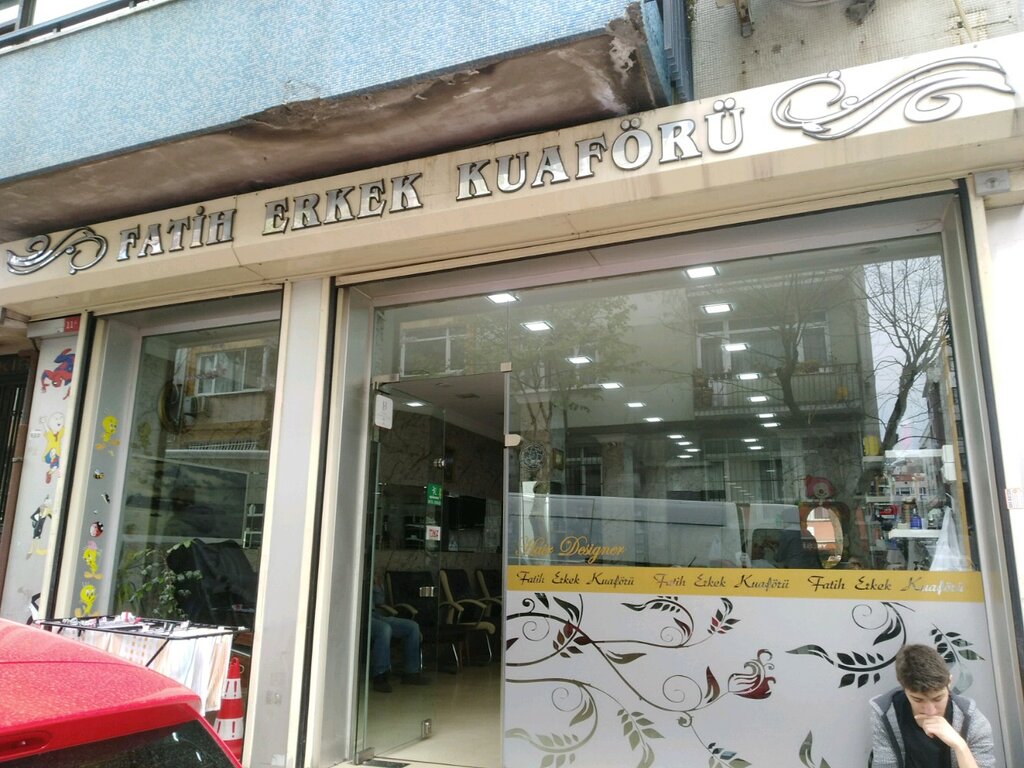 FATİH ERKEK KUAFÖRÜ
Hair Designer
Fatih Erkek Kuaförü Fatih Erkek Kuaförü Fatih Erkek Kuaförü